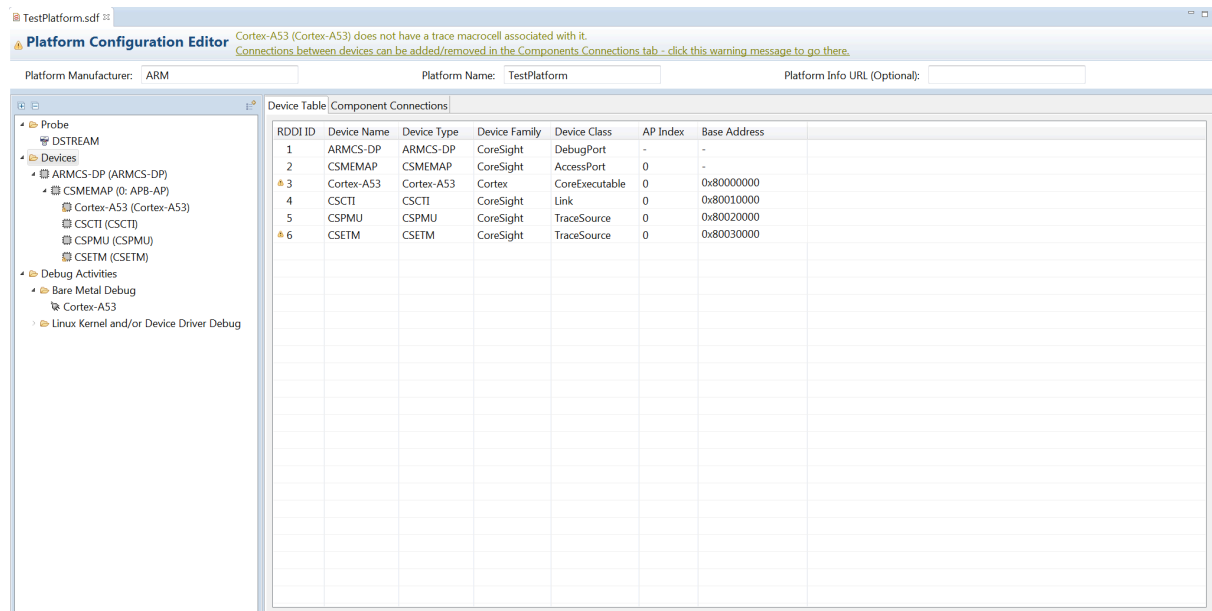 TestPlatform.sdf
Platform Configuration Editor
Cortex-A53 (Cortex-A53) does not have a trace macrocell associated with it.
Connections between devices can be added/removed in the Components Connections tab - click this warning message to go there.
Platform Manufacturer: ARM Platform Name: TestPlatform Platform Info URL (Optional):
Probe
DSTREAM
Devices
ARMCS-DP (ARMCS-DP)
CSMEMAP (0: APB-AP)
Cortex-A53 (Cortex-A53)
CSCTI (CSCTI)
CSPMU (CSPMU)
CSETM (CSETM)
Debug Activities
Bare Metal Debug
Cortex-A53
Linux Kernel and/or Device Driver Debug
Device Table Component Connections
RDDI ID Device Name Device Type Device Family Device Class AP Index Base Address
1 ARMCS-DP ARMCS-DP CoreSight DebugPort - -
2 CSMEMAP CSMEMAP CoreSight AccessPort 0 -
3 Cortex-A53 Cortex-A53 Cortex CoreExecutable 0 0x80000000
4 CSCTI CSCTI CoreSight Link 0 0x80010000
5 CSPMU CSPMU CoreSight TraceSource 0 0x80020000
6 CSETM CSETM CoreSight TraceSource 0 0x80030000